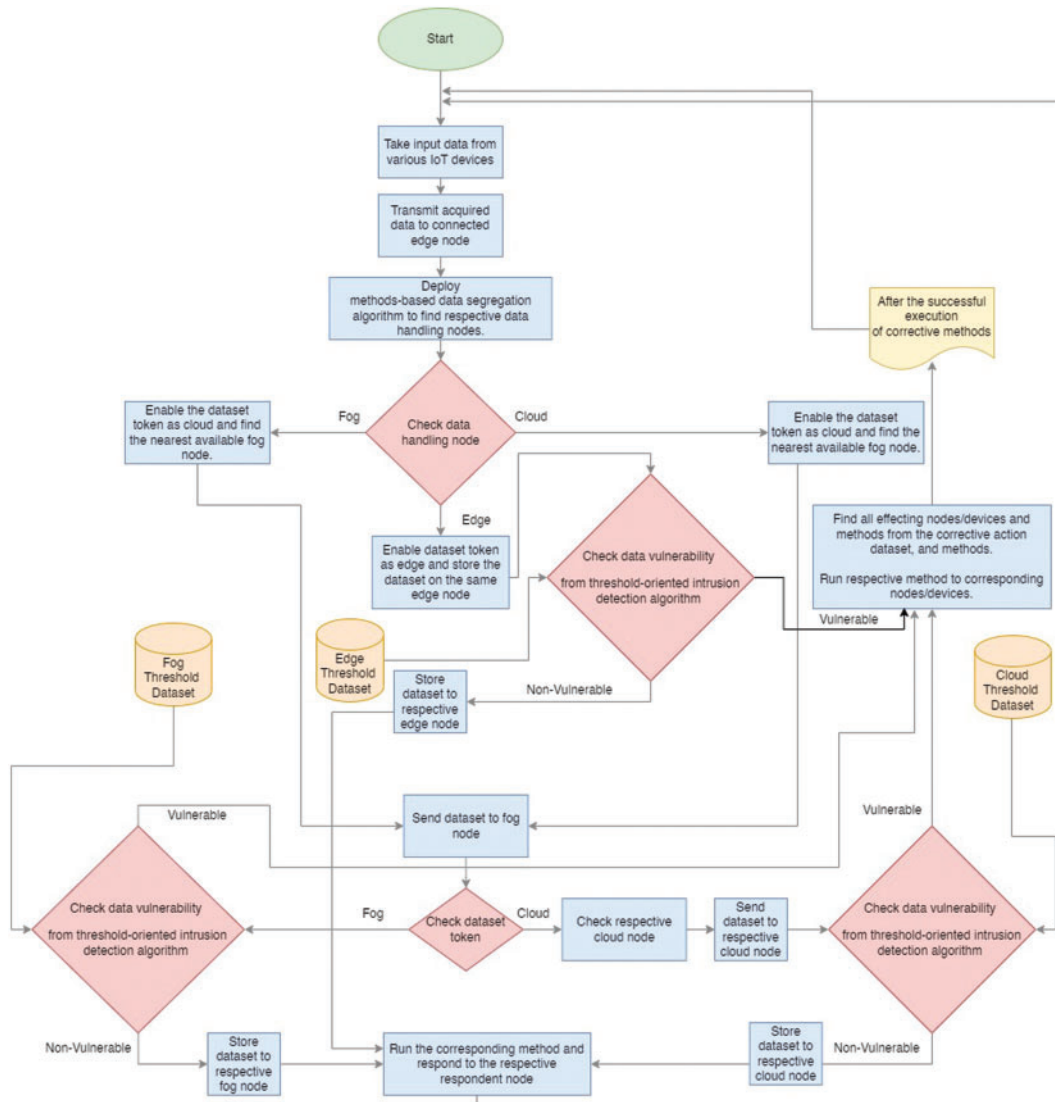 Start
Take input data from
various IoT devices
Transmit acquired
data to connected
edge node
Deploy
methods-based data segregation
algorithm to find respective data
handling nodes.
After the successful
execution
of corrective methods
Check data
handling node
Fog
Cloud
Edge
Enable the dataset
token as cloud and find
the nearest available fog
node.
Enable the dataset
token as cloud and find the
nearest available fog node.
Enable dataset token
as edge and store the
dataset on the same
edge node
Check data vulnerability
from threshold-oriented intrusion
detection algorithm
Find all effecting nodes/devices and
methods from the corrective action
dataset, and methods.
Run respective method to corresponding
nodes/devices.
Vulnerable
Fog
Threshold
Dataset
Edge
Threshold
Dataset
Store
dataset to
respective
edge node
Non-Vulnerable
Cloud
Threshold
Dataset
Vulnerable
Send dataset to fog
node
Vulnerable
Check data vulnerability
from threshold-oriented intrusion
detection algorithm
Fog
Check dataset
token
Cloud
Check respective
cloud node
Send
dataset to
respective
cloud node
Check data vulnerability
from threshold-oriented intrusion
detection algorithm
Non-Vulnerable
Store
dataset to
respective
fog node
Run the corresponding method and
respond to the respective
respondent node
Store
dataset to
respective
cloud node
Non-Vulnerable